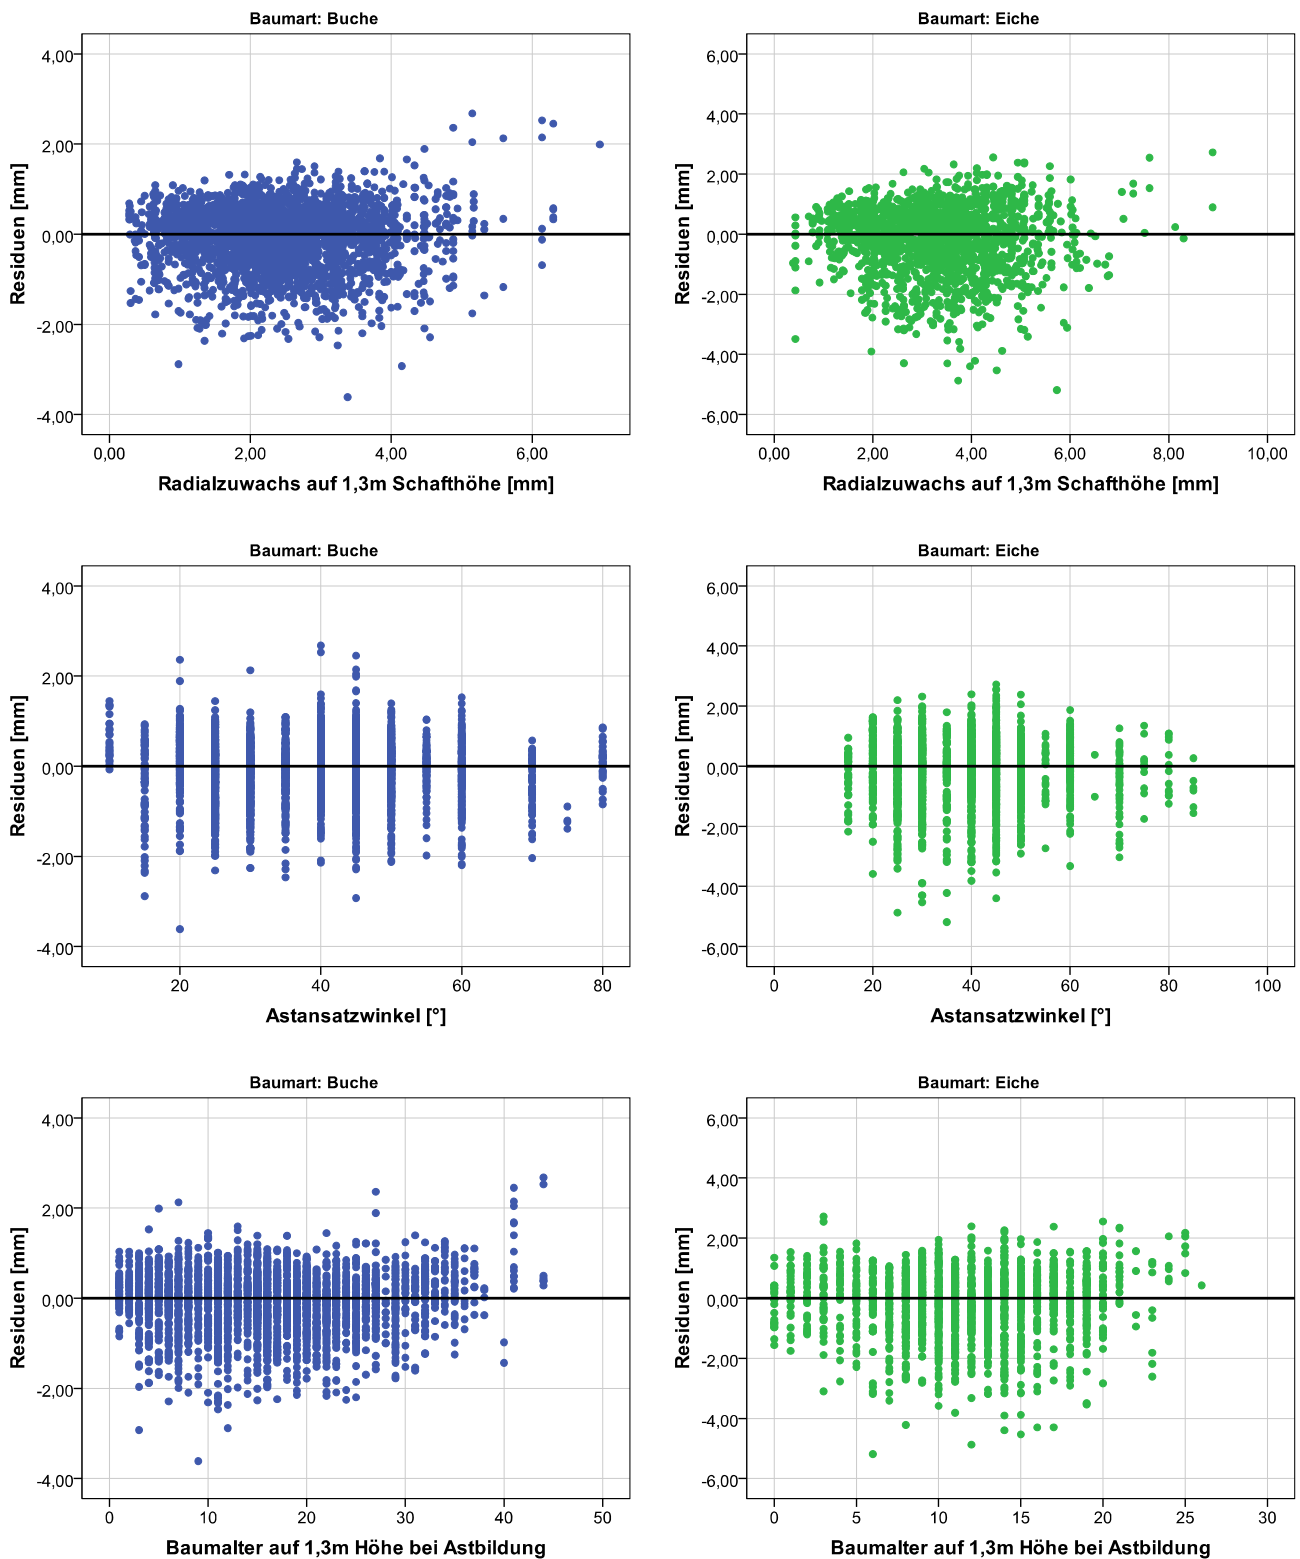 Baumart: Buche
4,00
2,00
0,00
-2,00
-4,00
Residuen [mm]
0,00 2,00 4,00 6,00
Radialzuwachs auf 1,3m Schafthöhe [mm]
Baumart: Eiche
6,00
4,00
2,00
0,00
-2,00
-4,00
-6,00
Residuen [mm]
0,00 2,00 4,00 6,00 8,00 10,00
Radialzuwachs auf 1,3m Schafthöhe [mm]
Baumart: Buche
4,00
2,00
0,00
-2,00
-4,00
Residuen [mm]
20 40 60 80
Astansatzwinkel [°]
Baumart: Eiche
6,00
4,00
2,00
0,00
-2,00
-4,00
-6,00
Residuen [mm]
0 20 40 60 80 100
Astansatzwinkel [°]
Baumart: Buche
4,00
2,00
0,00
-2,00
-4,00
Residuen [mm]
0 10 20 30 40 50
Baumalter auf 1,3m Höhe bei Astbildung
Baumart: Eiche
6,00
4,00
2,00
0,00
-2,00
-4,00
-6,00
Residuen [mm]
0 5 10 15 20 25 30
Baumalter auf 1,3m Höhe bei Astbildung